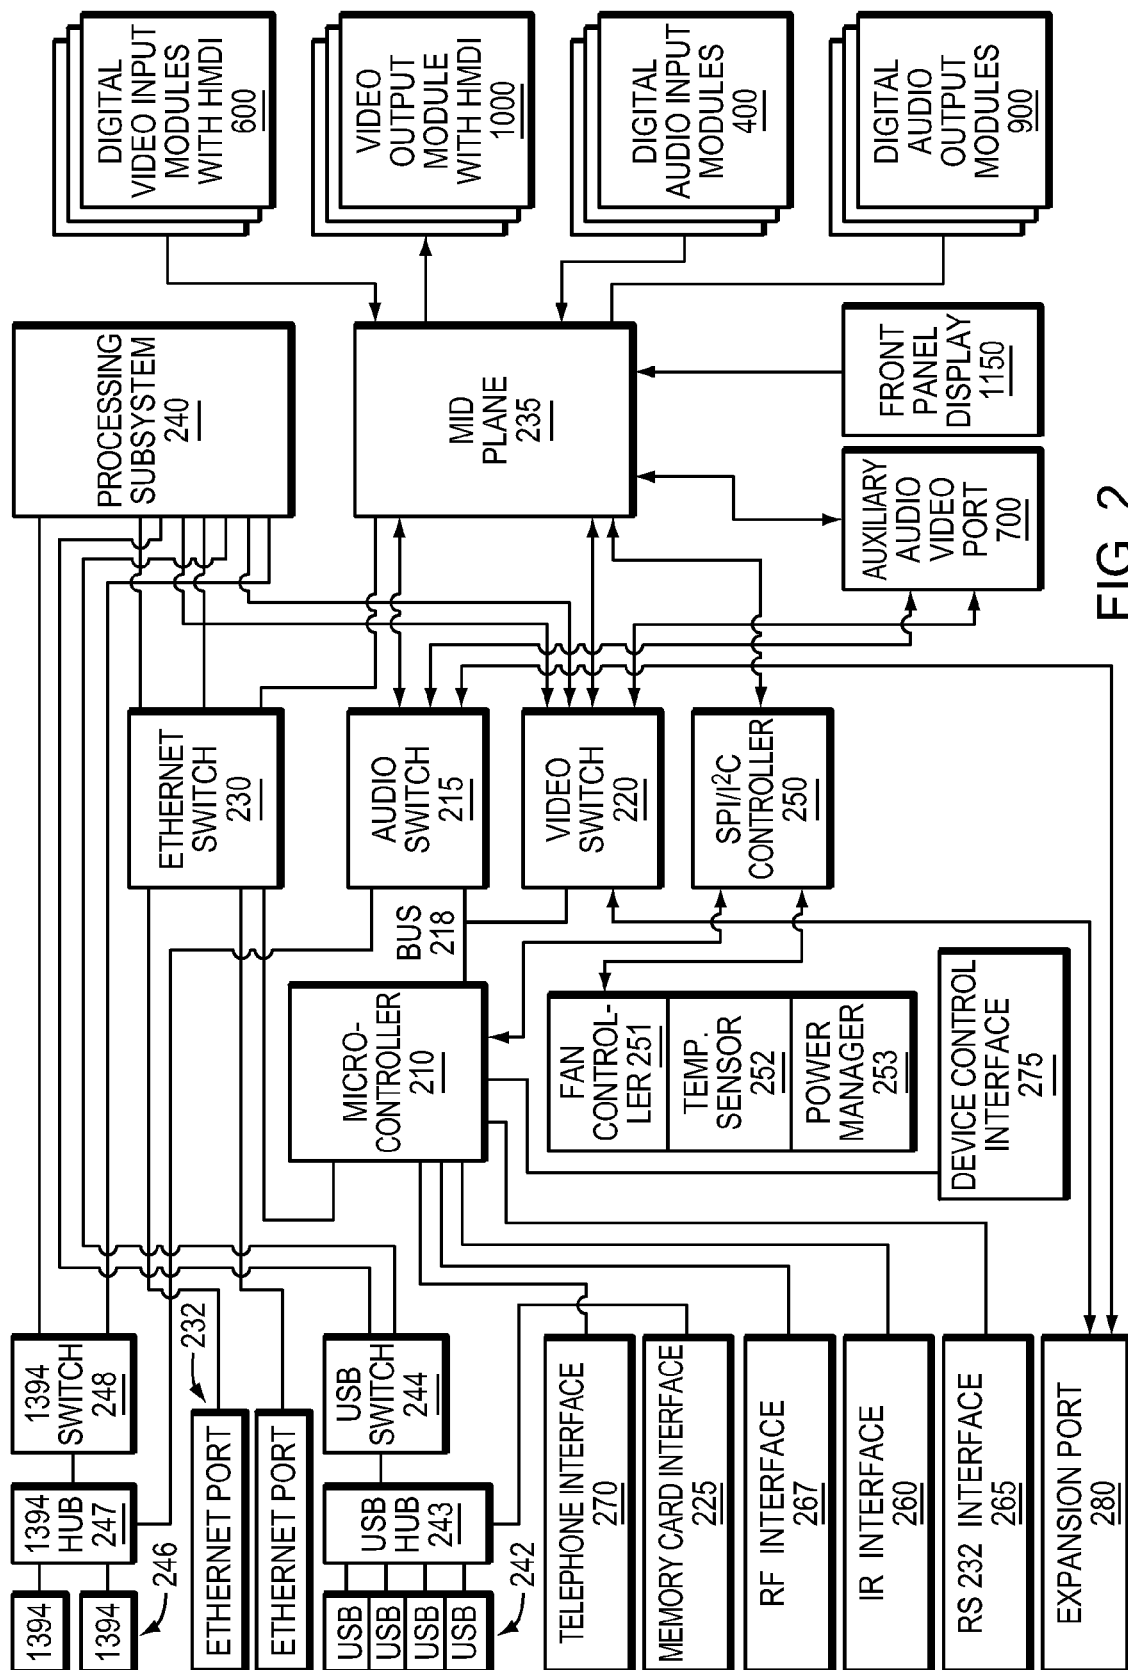 1394
1394
246
1394
HUB
247
1394
SWITCH
248
232
ETHERNET PORT
ETHERNET PORT
USB
USB
USB
USB
242
USB
HUB
243
USB
SWITCH
244
TELEPHONE INTERFACE
270
MEMORY CARD INTERFACE
225
RF INTERFACE
267
IR INTERFACE
260
RS 232 INTERFACE
265
EXPANSION PORT
280
MICRO-
CONTROLLER
210
BUS
218
FAN
CONTROL-
LER 251
TEMP.
SENSOR
252
POWER
MANAGER
253
DEVICE CONTROL
INTERFACE
275
ETHERNET
SWITCH
230
AUDIO
SWITCH
215
VIDEO
SWITCH
220
SPI/I²C
CONTROLLER
250
PROCESSING
SUBSYSTEM
240
MID
PLANE
235
AUXILIARY
AUDIO
VIDEO
PORT
700
FRONT
PANEL
DISPLAY
1150
DIGITAL
VIDEO INPUT
MODULES
WITH HMDI
600
VIDEO
OUTPUT
MODULE
WITH HMDI
1000
DIGITAL
AUDIO INPUT
MODULES
400
DIGITAL
AUDIO
OUTPUT
MODULES
900
FIG. 2